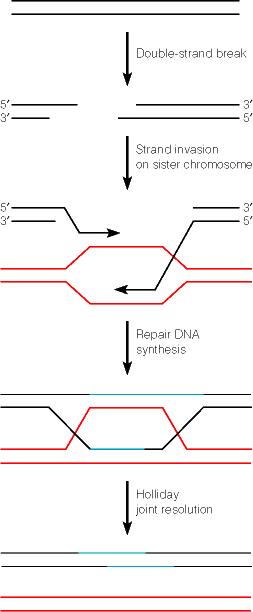 Double-strand break
5′ 3′
3′ 5′
Strand invasion
on sister chromosome
5′ 3′
3′ 5′
Repair DNA
synthesis
Holliday
joint resolution